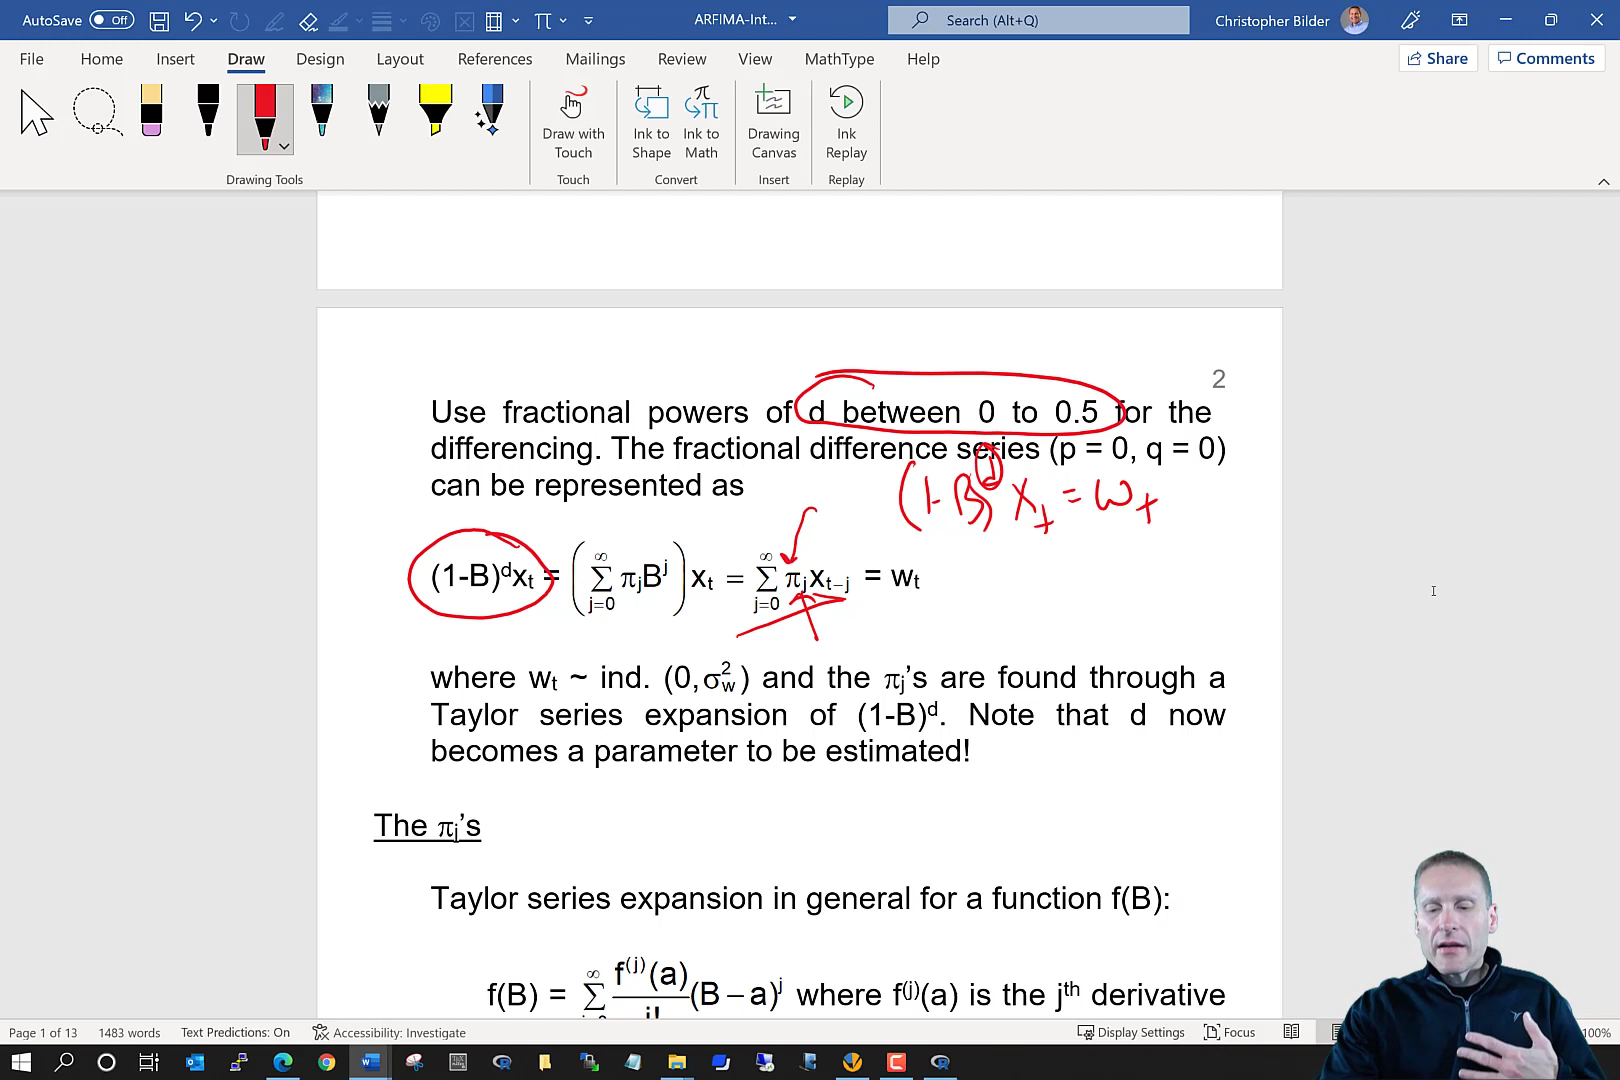 AutoSave Off
ARFIMA-Int...
Search (Alt+Q)
Christopher Bilder
File Home Insert Draw Design Layout References Mailings Review View MathType Help
Share Comments
Draw with Touch
Ink to Shape
Ink to Math
Drawing Canvas
Ink Replay
Drawing Tools Touch Convert Insert Replay
2
Use fractional powers of d between 0 to 0.5 for the
differencing. The fractional difference series (p = 0, q = 0)
can be represented as
(1-B)^d x_t = w_t
(1-B)^d x_t = (∑_{j=0}^{∞} π_j B^j) x_t = ∑_{j=0}^{∞} π_j x_{t−j} = w_t
where w_t ~ ind. (0, σ_w^2) and the π_j's are found through a
Taylor series expansion of (1-B)^d. Note that d now
becomes a parameter to be estimated!
The π_j's
Taylor series expansion in general for a function f(B):
f(B) = ∑^{∞} f^{(j)}(a)/j! (B − a)^j where f^{(j)}(a) is the j^{th} derivative
Page 1 of 13 1483 words Text Predictions: On Accessibility: Investigate Display Settings Focus 100%